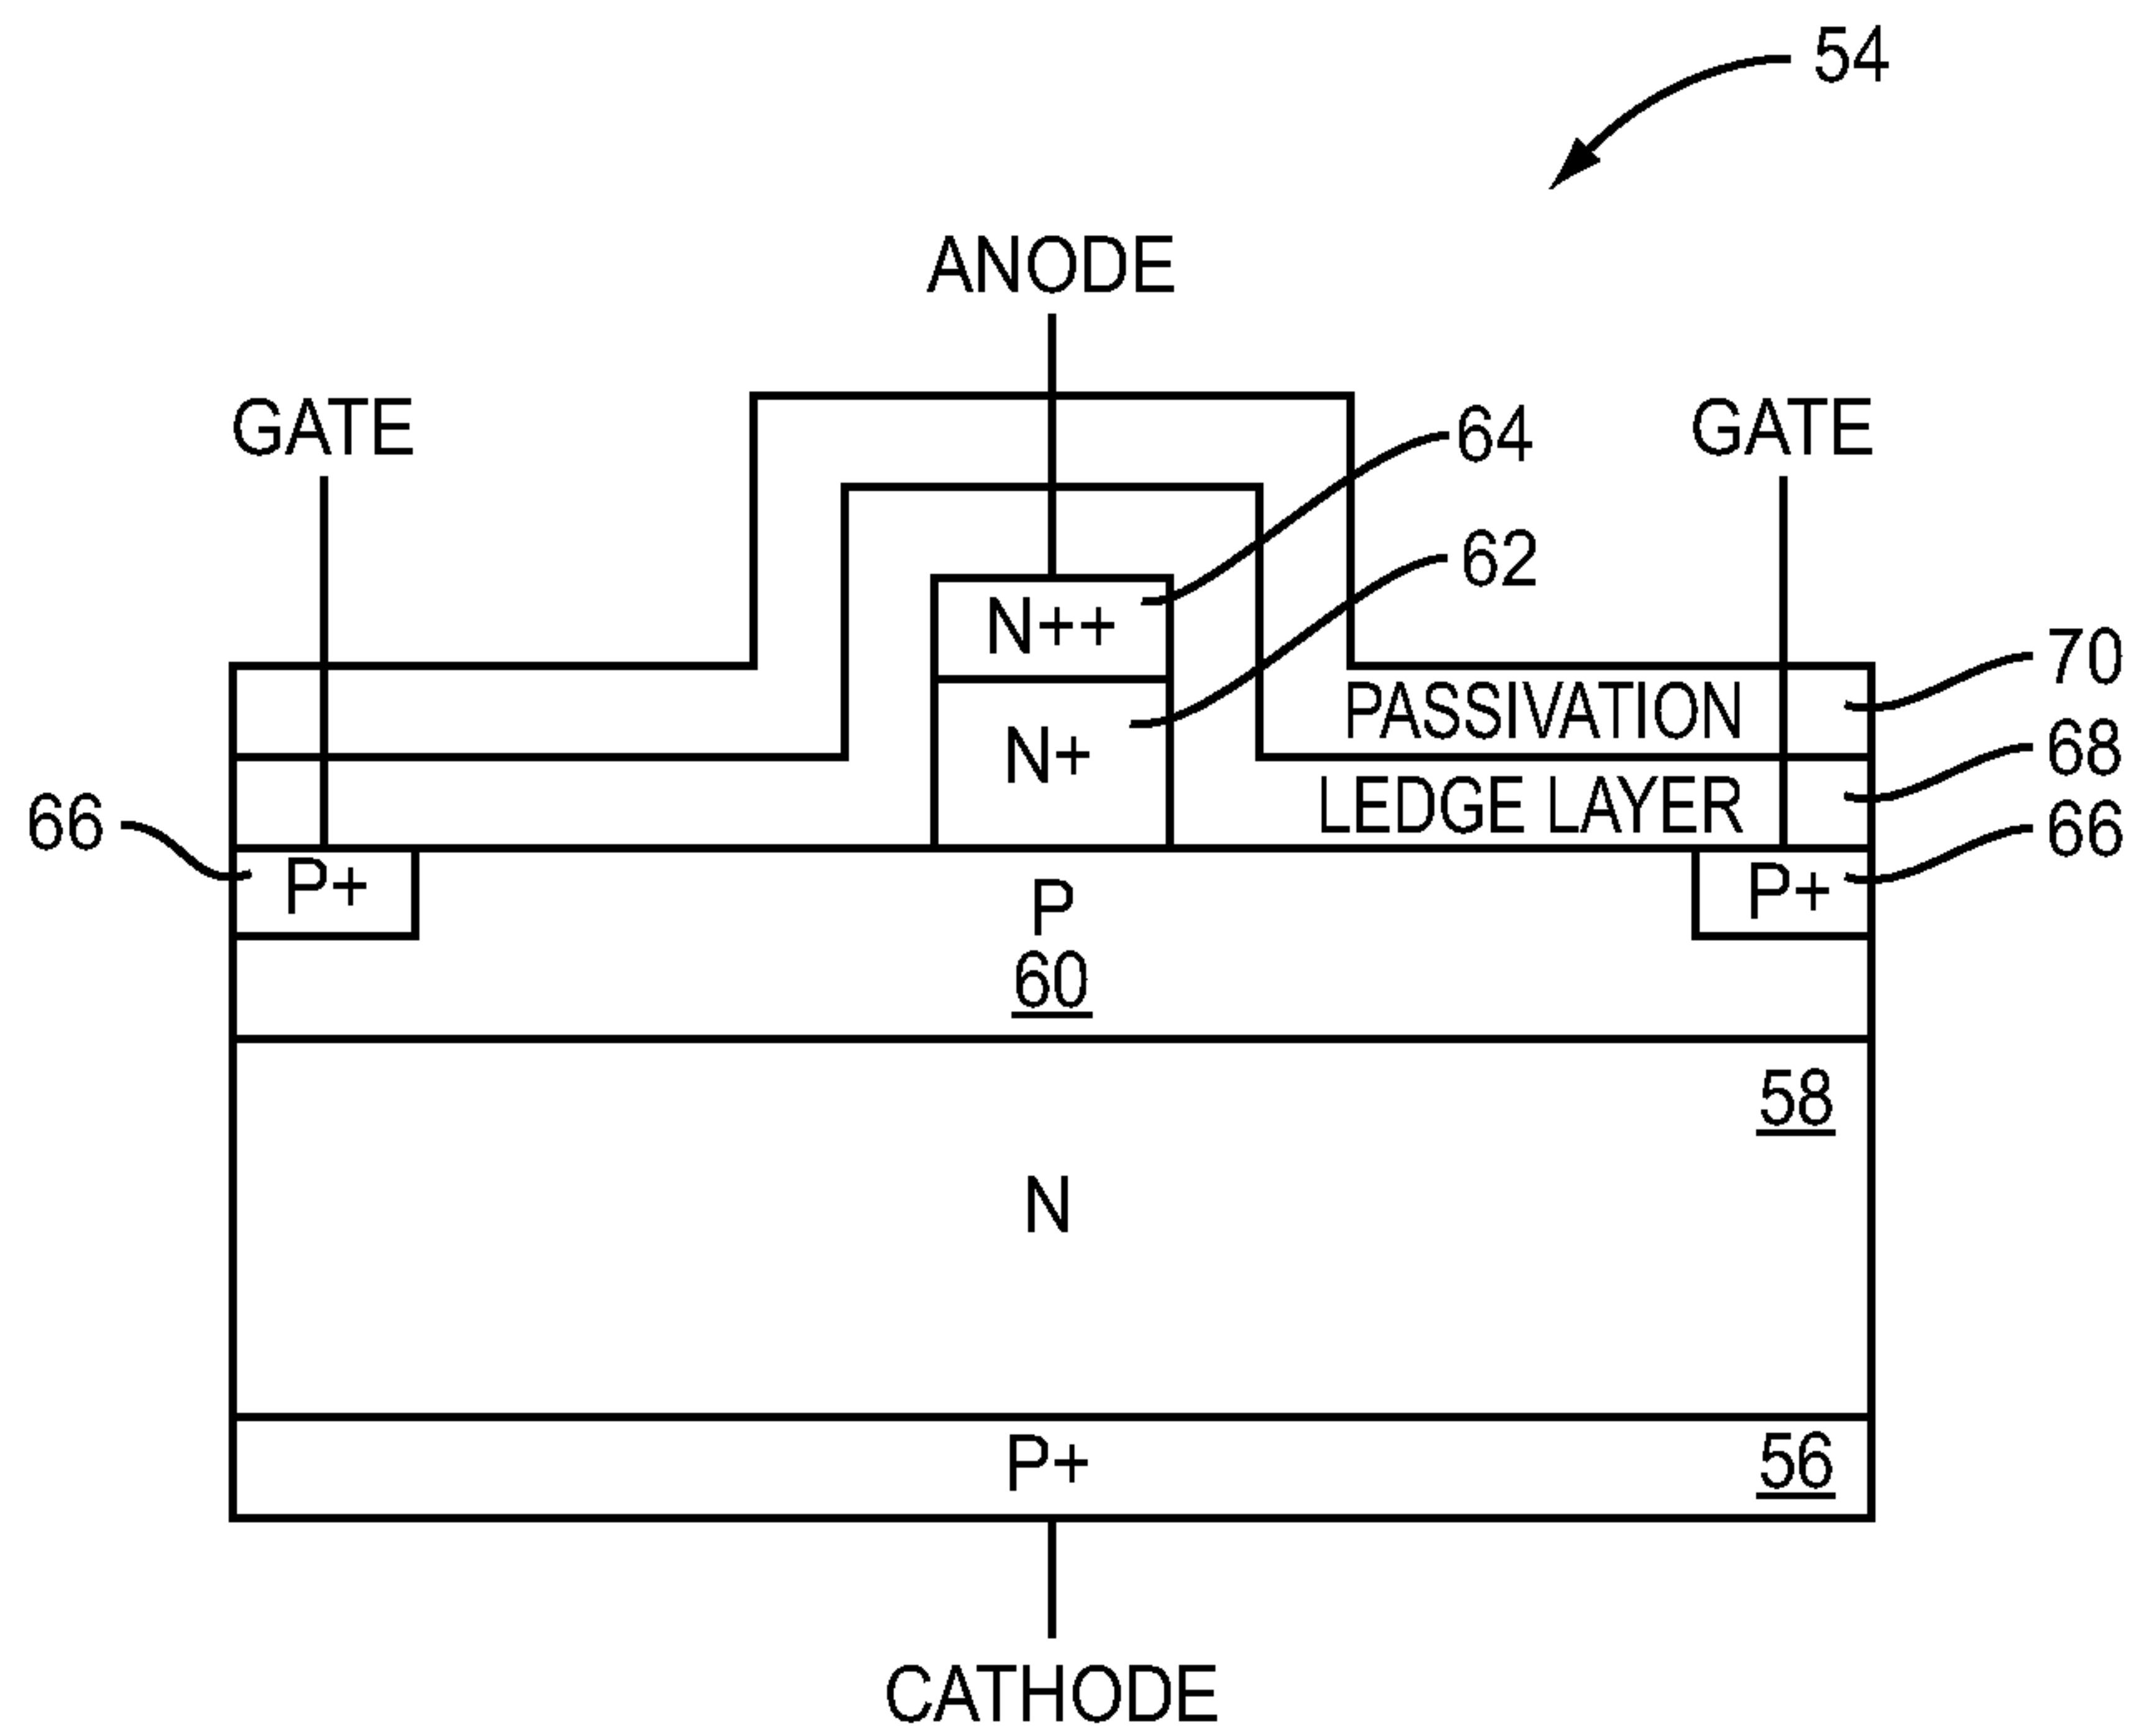 54
ANODE
GATE
GATE
64
62
N++
70
PASSIVATION
N+
68
LEDGE LAYER
66
66
P+
P+
P
60
58
N
P+
56
CATHODE